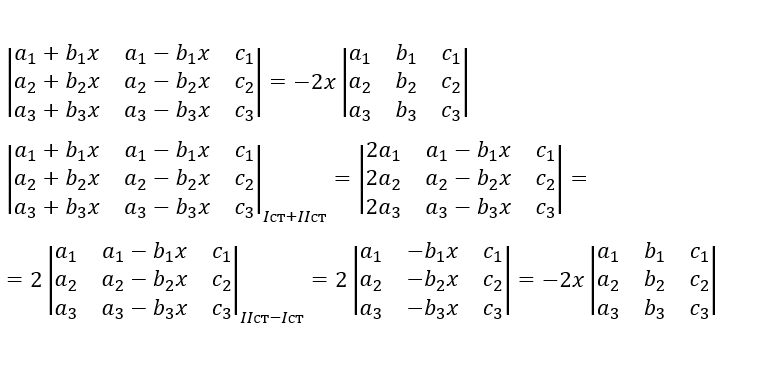 |a₁ + b₁x a₁ − b₁x c₁| |a₁ b₁ c₁|
|a₂ + b₂x a₂ − b₂x c₂| = −2x |a₂ b₂ c₂|
|a₃ + b₃x a₃ − b₃x c₃| |a₃ b₃ c₃|
|a₁ + b₁x a₁ − b₁x c₁| |2a₁ a₁ − b₁x c₁|
|a₂ + b₂x a₂ − b₂x c₂| = |2a₂ a₂ − b₂x c₂| =
|a₃ + b₃x a₃ − b₃x c₃| Iст+IIст |2a₃ a₃ − b₃x c₃|
|a₁ a₁ − b₁x c₁| |a₁ −b₁x c₁| |a₁ b₁ c₁|
= 2 |a₂ a₂ − b₂x c₂| = 2 |a₂ −b₂x c₂| = −2x |a₂ b₂ c₂|
|a₃ a₃ − b₃x c₃| IIст−Iст |a₃ −b₃x c₃| |a₃ b₃ c₃|